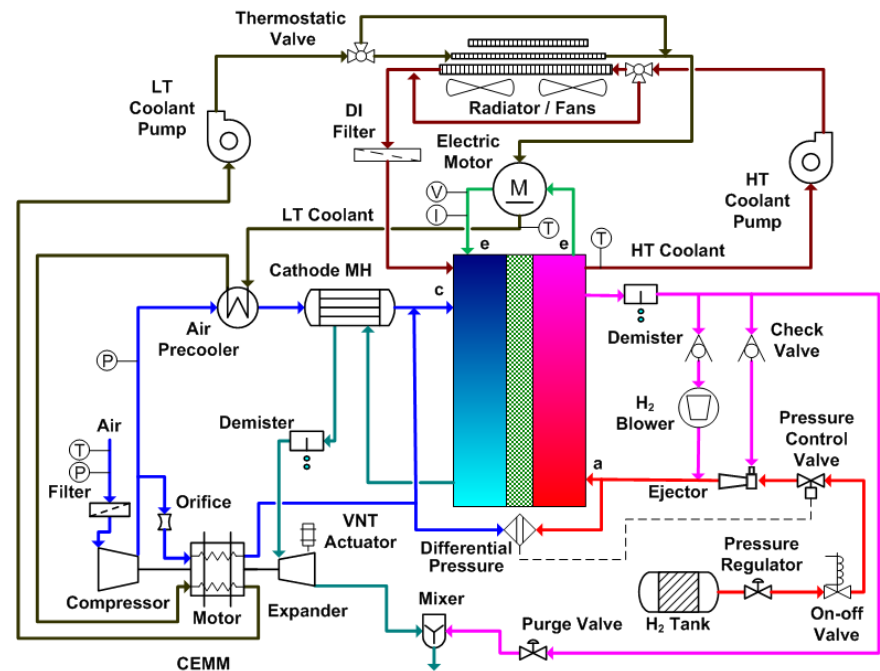 Thermostatic
Valve
LT
Coolant
Pump
DI
Filter
Radiator / Fans
Electric
Motor
HT
Coolant
Pump
V
I
M
T
T
LT Coolant
HT Coolant
e
e
c
Cathode MH
Air
Precooler
Demister
Check
Valve
P
H2
Blower
Pressure
Control
Valve
Air
T
P
Filter
Demister
a
Ejector
Orifice
VNT
Actuator
Differential
Pressure
Pressure
Regulator
Compressor
Motor
Expander
Mixer
Purge Valve
H2 Tank
On-off
Valve
CEMM